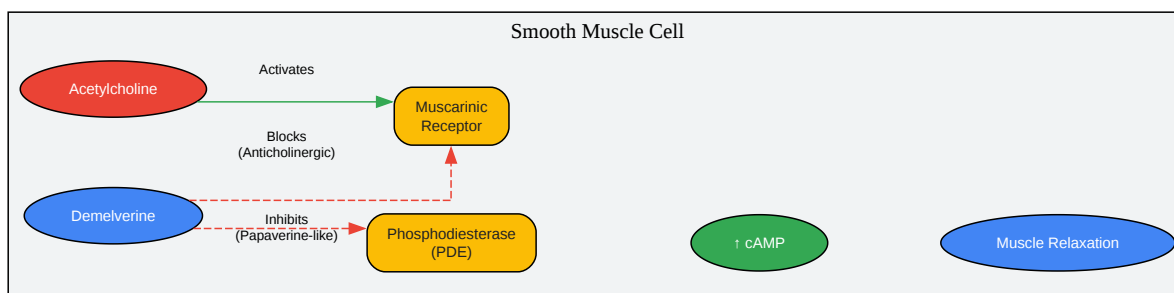 Smooth Muscle Cell
Acetylcholine
Activates
Muscarinic
Receptor
Blocks
(Anticholinergic)
Demelverine
Inhibits
(Papaverine-like)
Phosphodiesterase
(PDE)
↑ cAMP
Muscle Relaxation